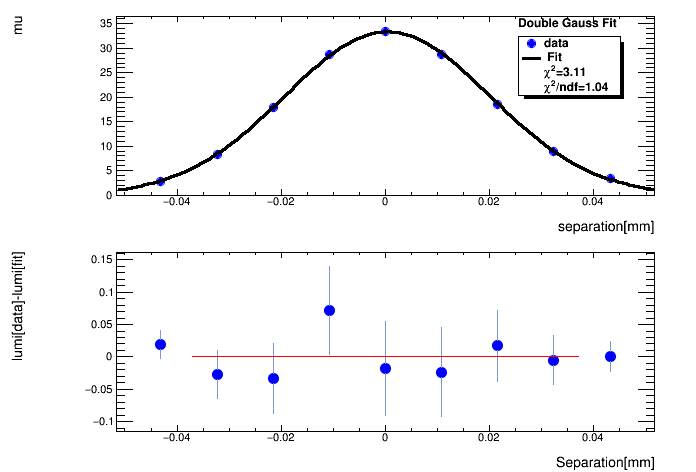 Double Gauss Fit
mu
data
Fit
χ²=3.11
χ²/ndf=1.04
35
30
25
20
15
10
5
0
−0.04
−0.02
0
0.02
0.04
separation[mm]
lumi[data]-lumi[fit]
0.15
0.1
0.05
0
−0.05
−0.1
−0.04
−0.02
0
0.02
0.04
Separation[mm]